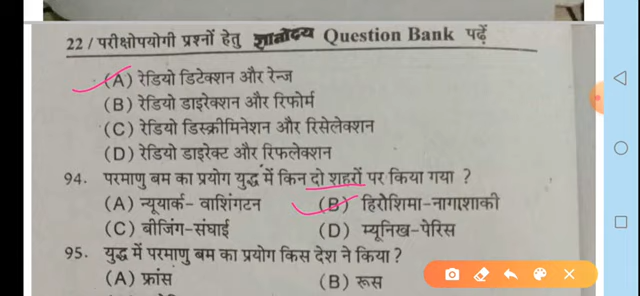 22 / परीक्षोपयोगी प्रश्नों हेतु ज्ञानोदय Question Bank पढ़ें
(A) रेडियो डिटेक्शन और रेन्ज
(B) रेडियो डाइरेक्शन और रिफोर्म
(C) रेडियो डिस्क्रीमिनेशन और रिसेलेक्शन
(D) रेडियो डाइरेक्ट और रिफलेक्शन
94. परमाणु बम का प्रयोग युद्ध में किन दो शहरों पर किया गया ?
(A) न्यूयार्क- वाशिंगटन (B) हिरोशिमा-नागाशाकी
(C) बीजिंग-संघाई (D) म्यूनिख-पेरिस
95. युद्ध में परमाणु बम का प्रयोग किस देश ने किया ?
(A) फ्रांस (B) रूस